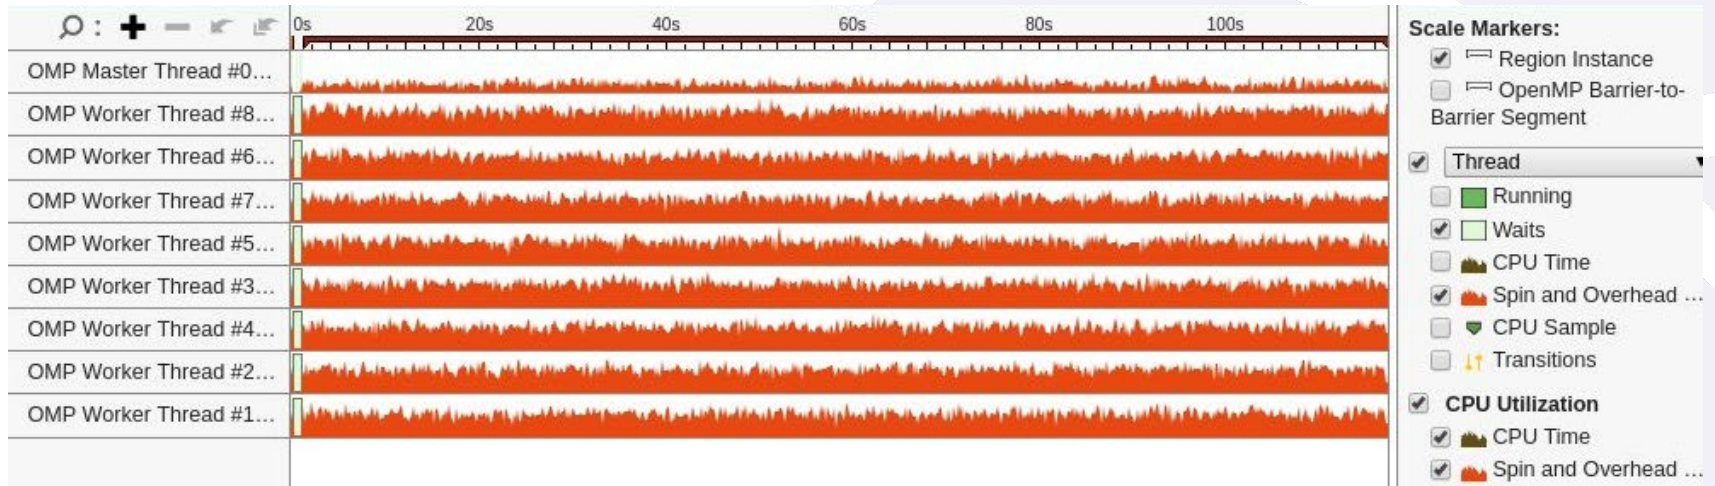 :
0s 20s 40s 60s 80s 100s
OMP Master Thread #0...
OMP Worker Thread #8...
OMP Worker Thread #6...
OMP Worker Thread #7...
OMP Worker Thread #5...
OMP Worker Thread #3...
OMP Worker Thread #4...
OMP Worker Thread #2...
OMP Worker Thread #1...
Scale Markers:
Region Instance
OpenMP Barrier-to-
Barrier Segment
Thread
Running
Waits
CPU Time
Spin and Overhead ...
CPU Sample
Transitions
CPU Utilization
CPU Time
Spin and Overhead ...